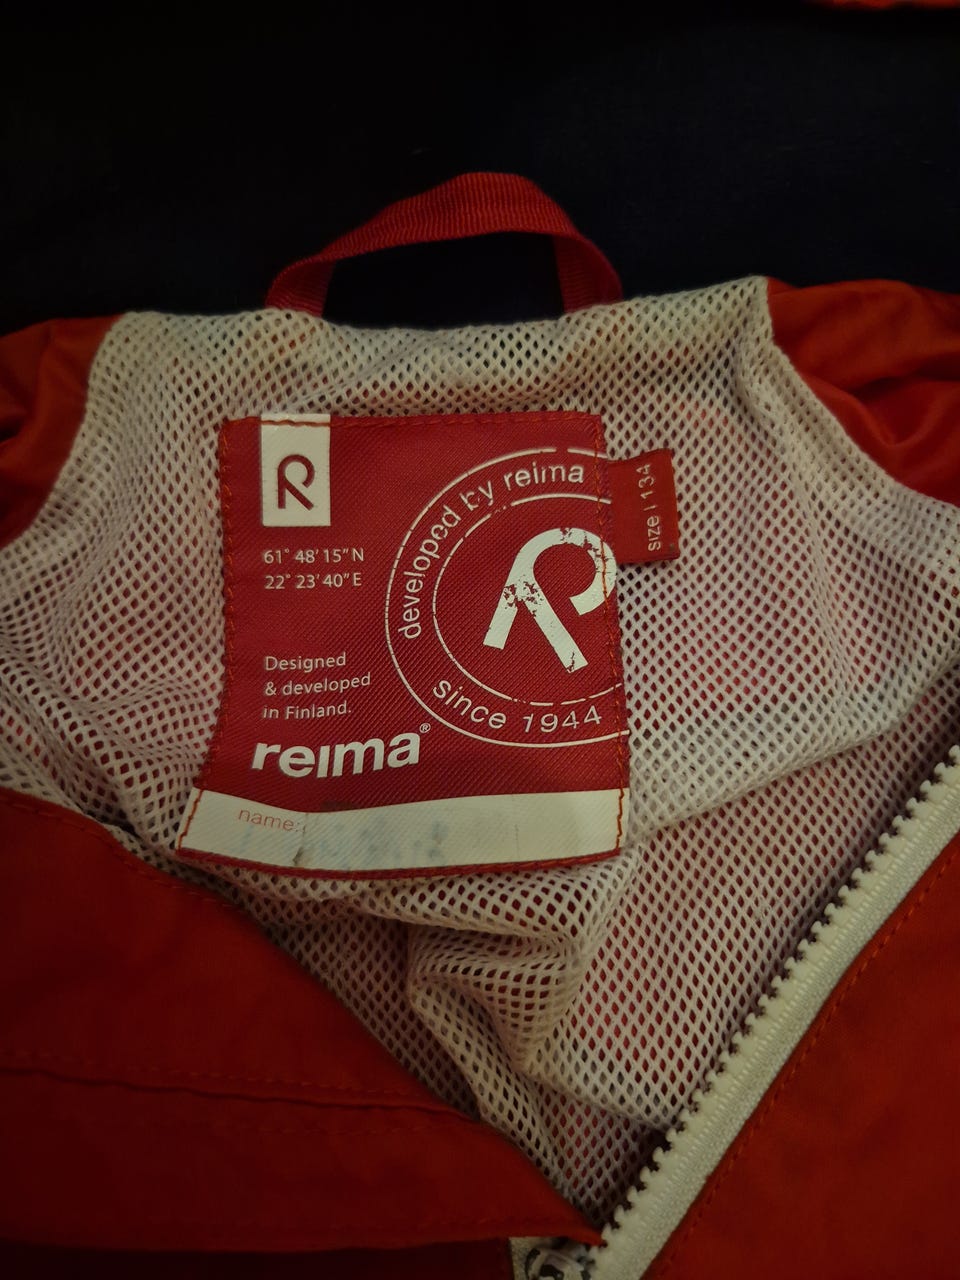 R
61° 48' 15" N
22° 23' 40" E
Designed
& developed
in Finland.
reima®
developed by reima
R
since 1944
size | 134
name: